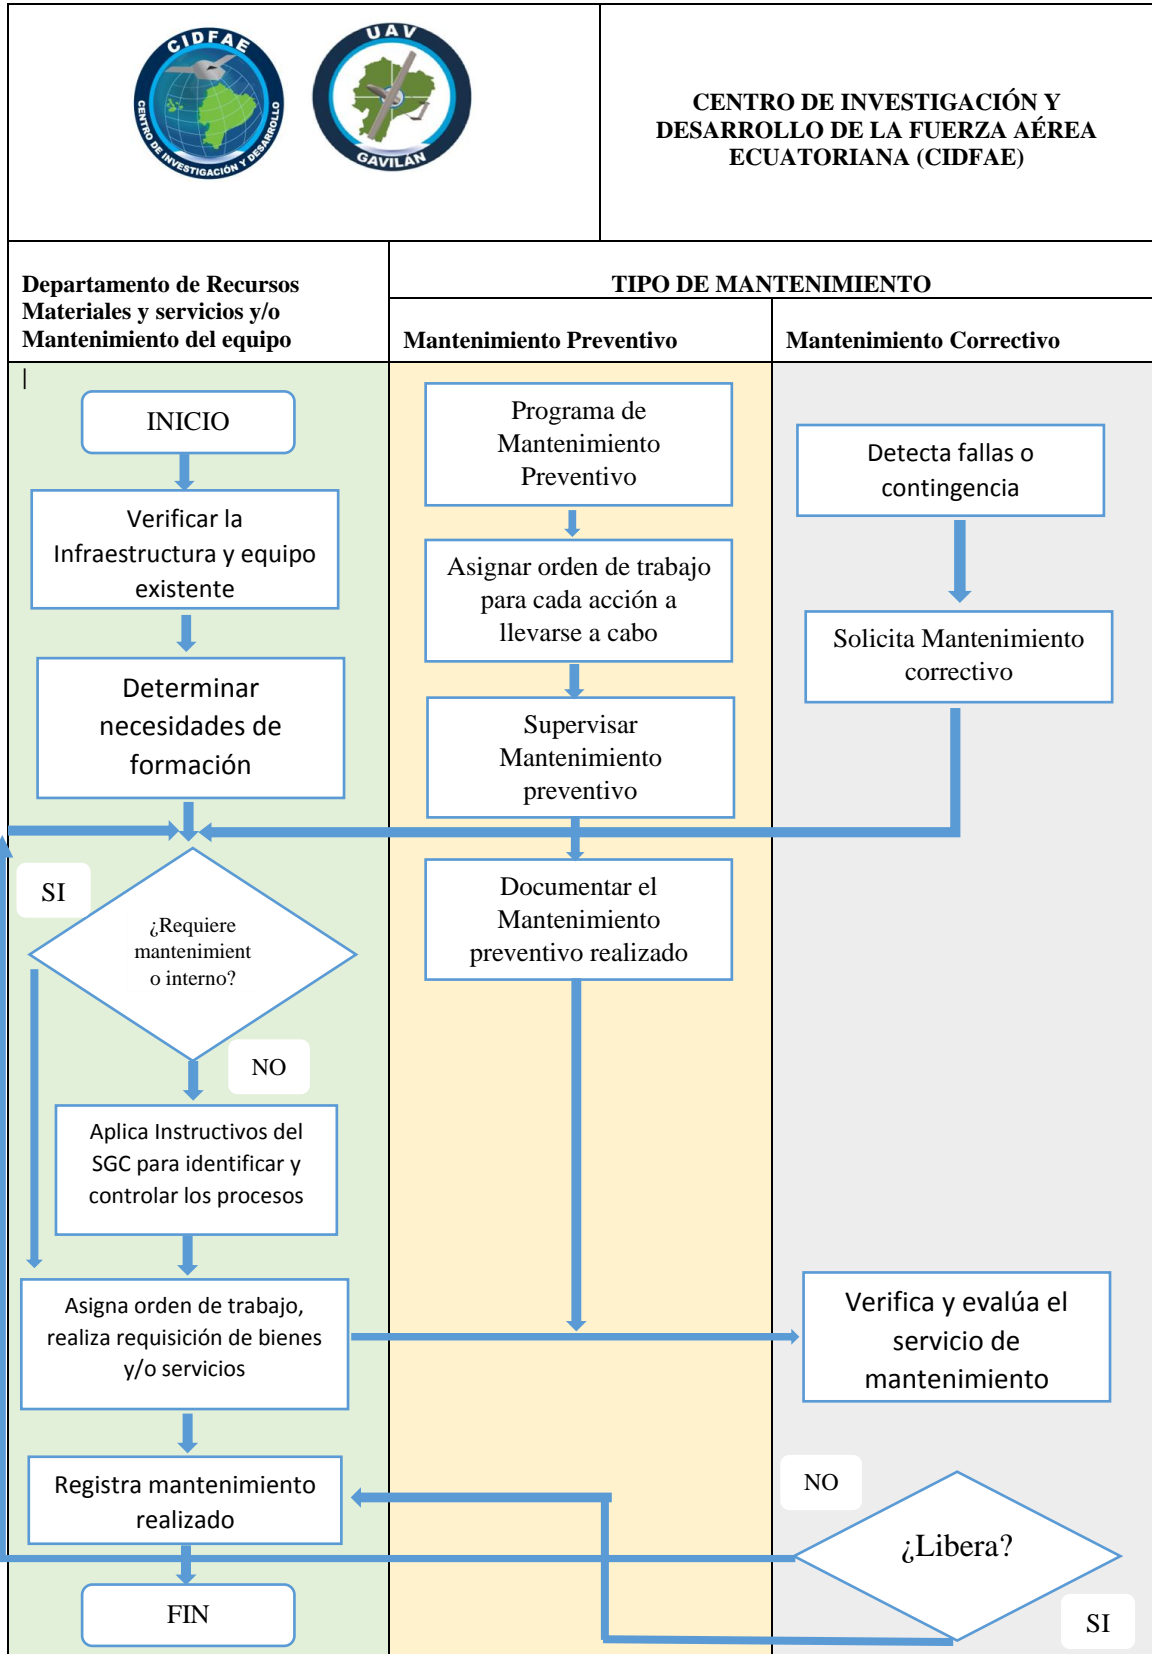 CIDFAE
CENTRO DE INVESTIGACIÓN Y DESARROLLO
UAV
GAVILÁN
CENTRO DE INVESTIGACIÓN Y
DESARROLLO DE LA FUERZA AÉREA
ECUATORIANA (CIDFAE)
Departamento de Recursos
Materiales y servicios y/o
Mantenimiento del equipo
TIPO DE MANTENIMIENTO
Mantenimiento Preventivo
Mantenimiento Correctivo
INICIO
Verificar la
Infraestructura y equipo
existente
Determinar
necesidades de
formación
SI
¿Requiere
mantenimient
o interno?
NO
Aplica Instructivos del
SGC para identificar y
controlar los procesos
Asigna orden de trabajo,
realiza requisición de bienes
y/o servicios
Registra mantenimiento
realizado
FIN
Programa de
Mantenimiento
Preventivo
Asignar orden de trabajo
para cada acción a
llevarse a cabo
Supervisar
Mantenimiento
preventivo
Documentar el
Mantenimiento
preventivo realizado
Detecta fallas o
contingencia
Solicita Mantenimiento
correctivo
Verifica y evalúa el
servicio de
mantenimiento
NO
¿Libera?
SI